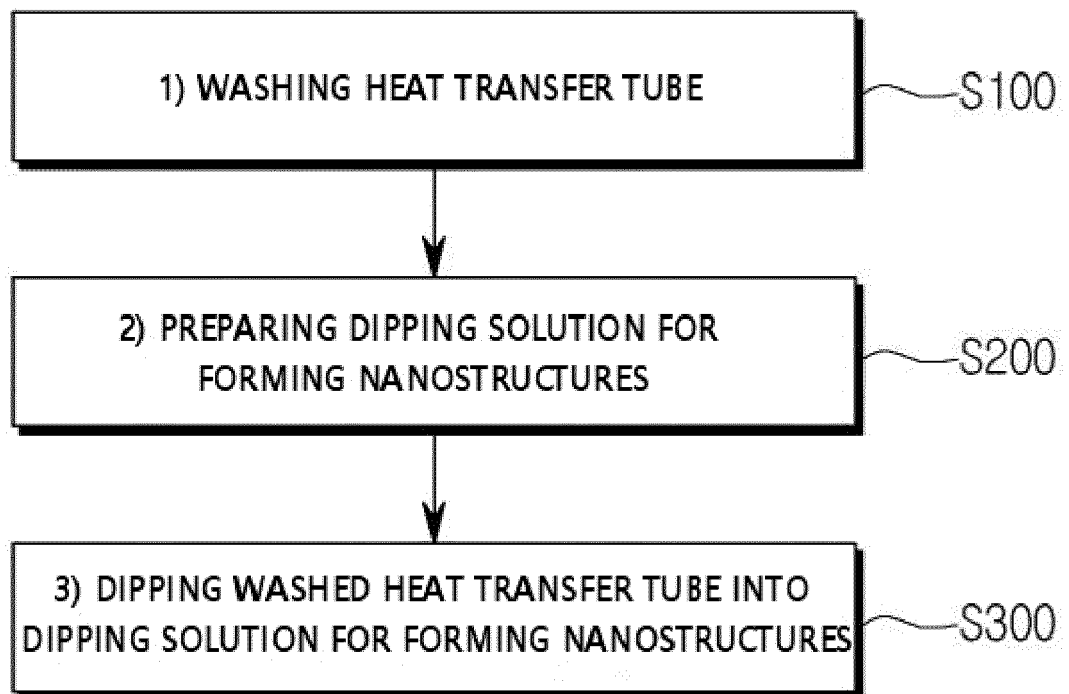 1) WASHING HEAT TRANSFER TUBE
S100
2) PREPARING DIPPING SOLUTION FOR
FORMING NANOSTRUCTURES
S200
3) DIPPING WASHED HEAT TRANSFER TUBE INTO
DIPPING SOLUTION FOR FORMING NANOSTRUCTURES
S300